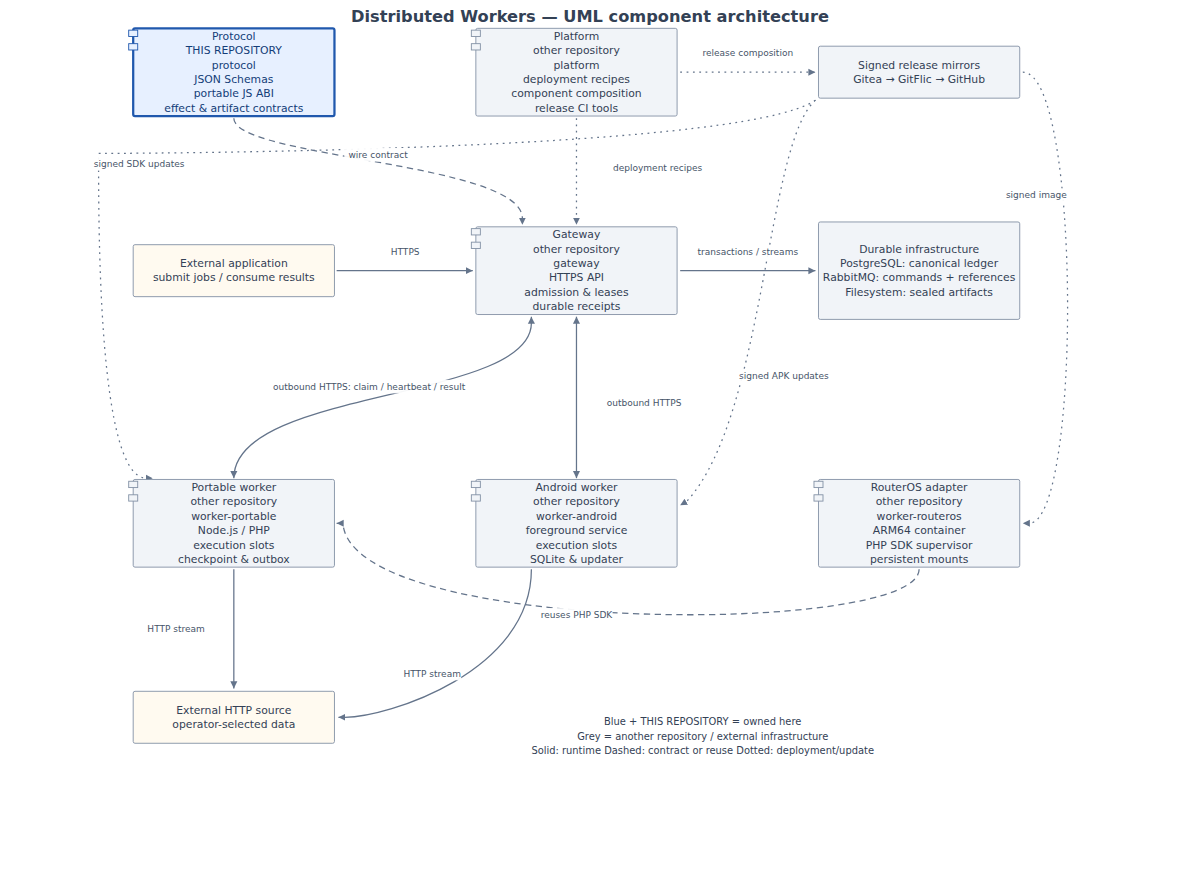 Distributed Workers — UML component architecture
Protocol
THIS REPOSITORY
protocol
JSON Schemas
portable JS ABI
effect & artifact contracts
Platform
other repository
platform
deployment recipes
component composition
release CI tools
release composition
Signed release mirrors
Gitea → GitFlic → GitHub
signed SDK updates
wire contract
deployment recipes
signed image
External application
submit jobs / consume results
HTTPS
Gateway
other repository
gateway
HTTPS API
admission & leases
durable receipts
transactions / streams
Durable infrastructure
PostgreSQL: canonical ledger
RabbitMQ: commands + references
Filesystem: sealed artifacts
outbound HTTPS: claim / heartbeat / result
outbound HTTPS
signed APK updates
Portable worker
other repository
worker-portable
Node.js / PHP
execution slots
checkpoint & outbox
Android worker
other repository
worker-android
foreground service
execution slots
SQLite & updater
RouterOS adapter
other repository
worker-routeros
ARM64 container
PHP SDK supervisor
persistent mounts
reuses PHP SDK
HTTP stream
HTTP stream
External HTTP source
operator-selected data
Blue + THIS REPOSITORY = owned here
Grey = another repository / external infrastructure
Solid: runtime Dashed: contract or reuse Dotted: deployment/update